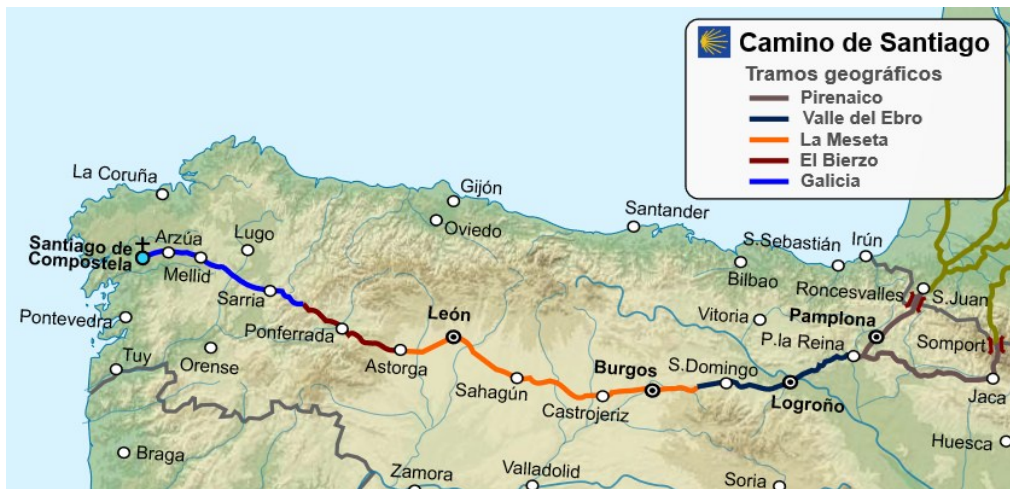 Camino de Santiago
Tramos geográficos
Pirenaico
Valle del Ebro
La Meseta
El Bierzo
Galicia
La Coruña
Gijón
Oviedo
Santander
S.Sebastián
Irún
Bilbao
Santiago de
Compostela
Arzúa
Mellid
Lugo
Sarria
Roncesvalles
S.Juan
Pontevedra
Ponferrada
León
Vitoria
Pamplona
Somport
P.la Reina
Tuy
Orense
Astorga
Sahagún
Burgos
S.Domingo
Castrojeriz
Logroño
Jaca
Huesca
Braga
Zamora
Valladolid
Soria